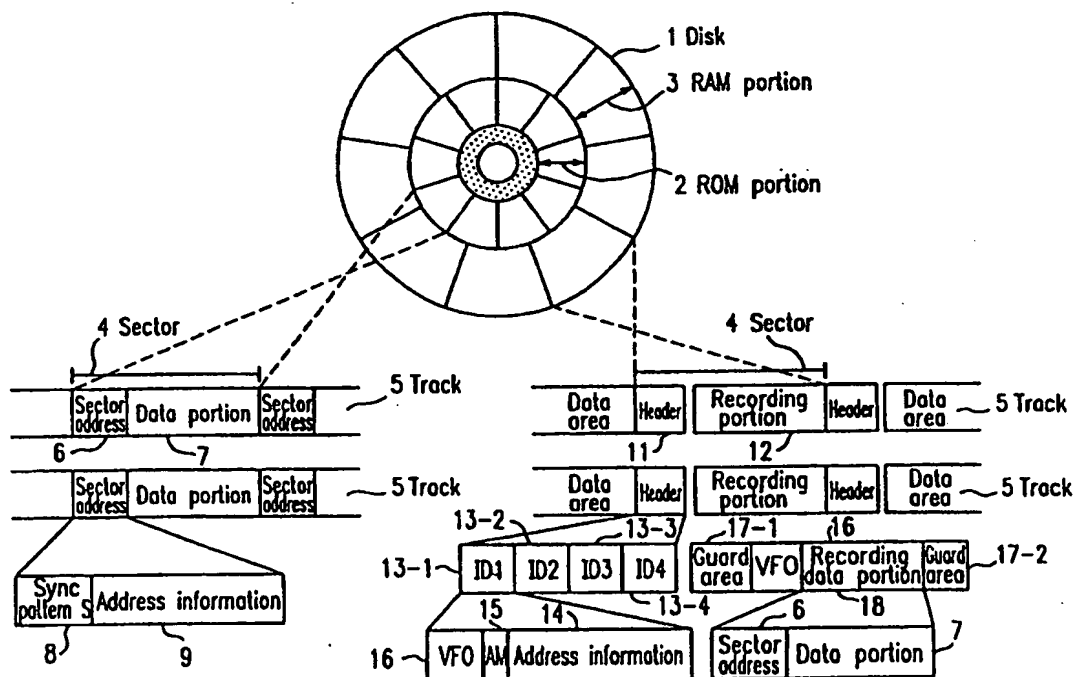 1 Disk
3 RAM portion
2 ROM portion
4 Sector
4 Sector
Sector address Data portion Sector address 5 Track
6 7
Data area Header Recording portion Header Data area 5 Track
11 12
Sector address Data portion Sector address 5 Track
Data area Header Recording portion Header Data area 5 Track
13-2 13-3 17-1 16
13-1 ID1 ID2 ID3 ID4 Guard area VFO Recording data portion Guard area 17-2
15 14 13-4 6 18
Sync pattern S Address information
8 9
16 VFO AM Address information
Sector address Data portion 7